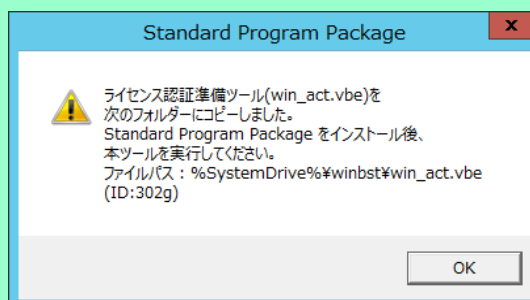 Standard Program Package
x
ライセンス認証準備ツール(win_act.vbe)を
次のフォルダーにコピーしました。
Standard Program Package をインストール後、
本ツールを実行してください。
ファイルパス : %SystemDrive%¥winbst¥win_act.vbe
(ID:302g)
OK